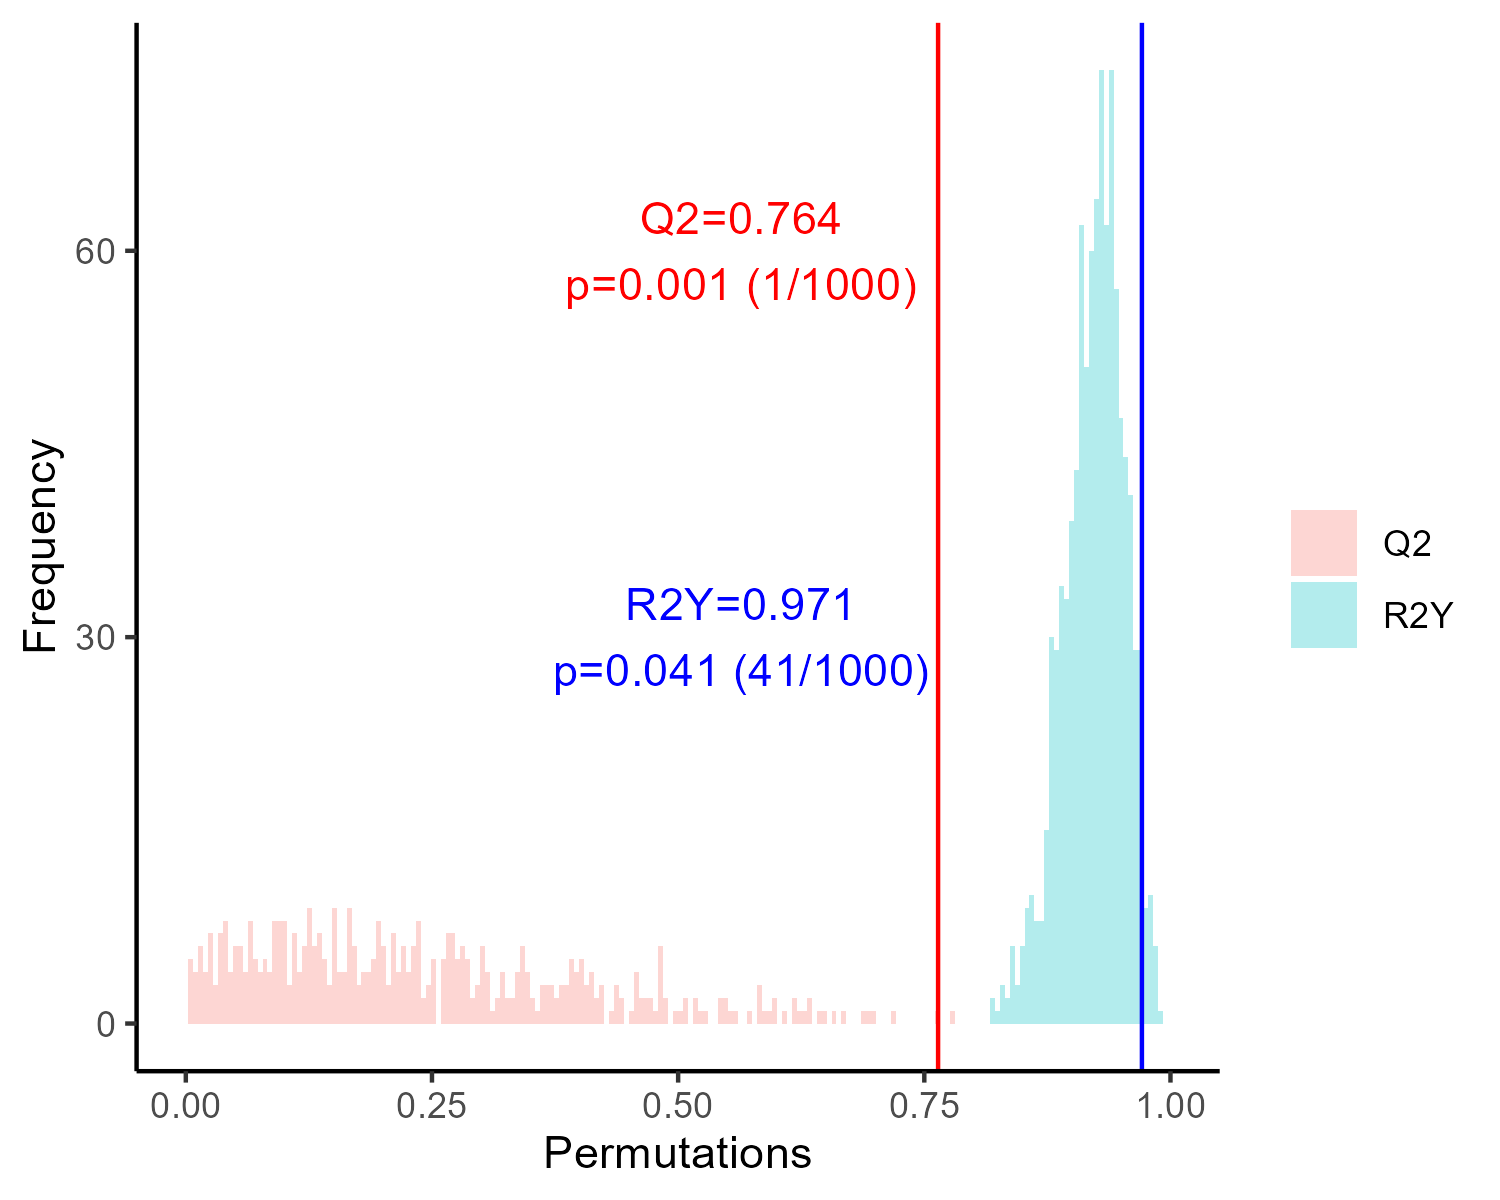 Q2=0.764
p=0.001 (1/1000)
R2Y=0.971
p=0.041 (41/1000)
Frequency
60
30
0
0.00 0.25 0.50 0.75 1.00
Permutations
Q2
R2Y